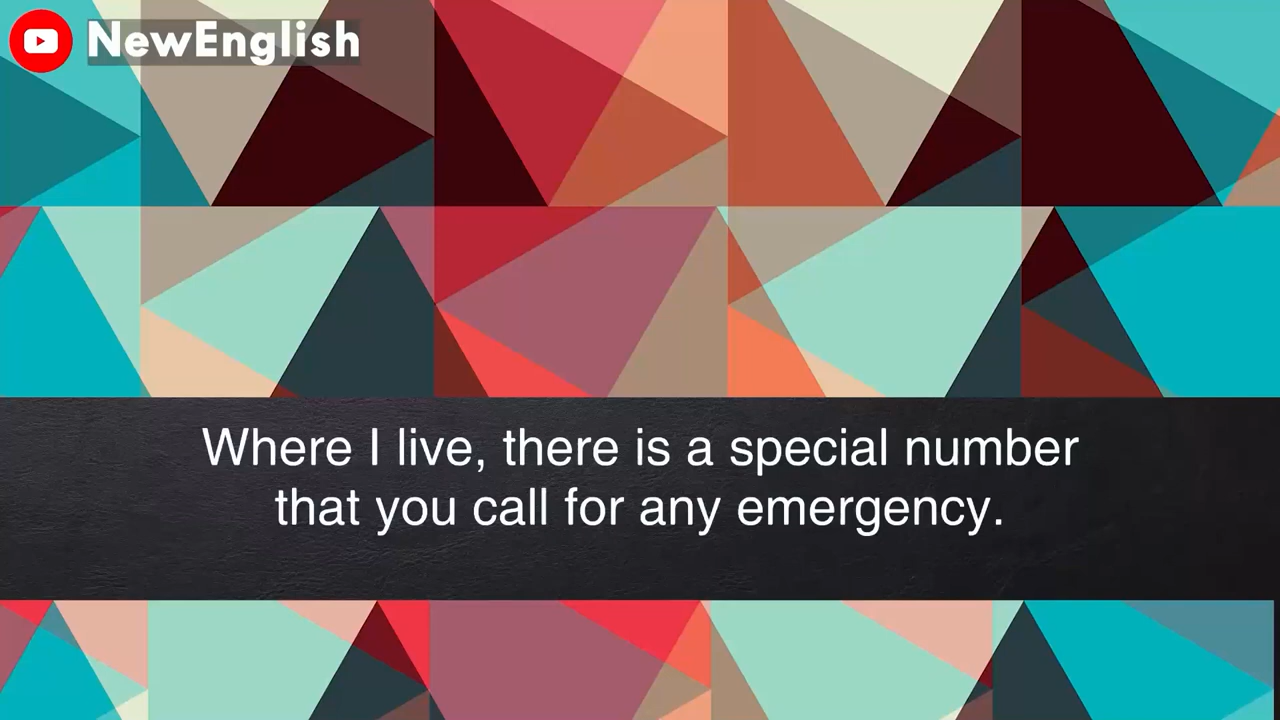 NewEnglish
Where I live, there is a special number
that you call for any emergency.